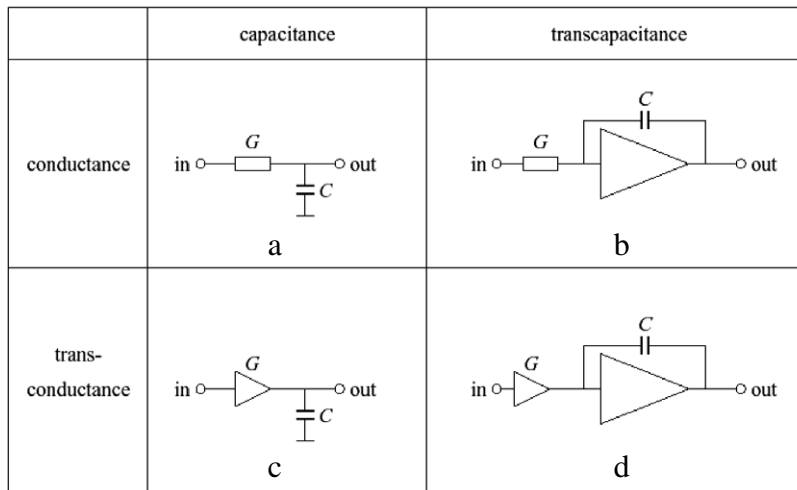 capacitance
transcapacitance
conductance
G
in
out
C
a
C
G
in
out
b
trans-
conductance
G
in
out
C
c
C
G
in
out
d